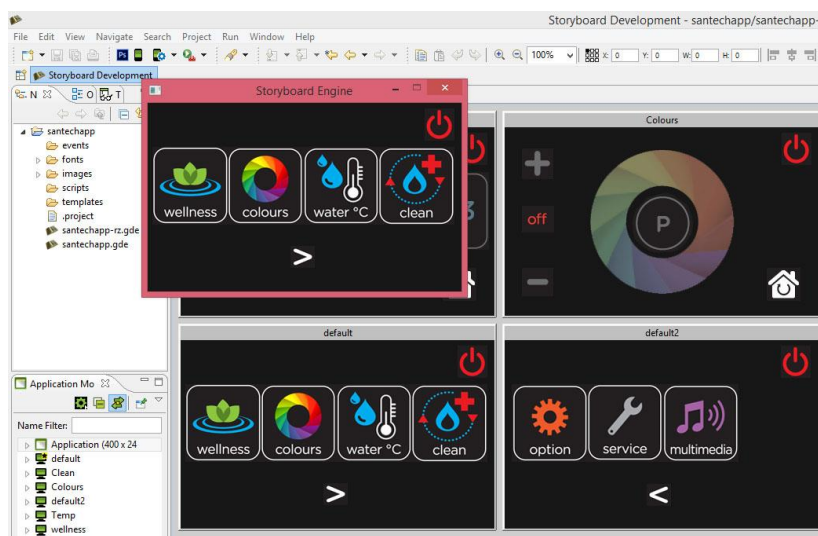 Storyboard Development - santechapp/santechapp-
File Edit View Navigate Search Project Run Window Help
100% X: 0 Y: 0 W: 0 H: 0
Storyboard Development
N O T
santechapp
events
fonts
images
scripts
templates
.project
santechapp-rz.gde
santechapp.gde
Storyboard Engine
wellness colours water °C clean
>
Colours
off
P
default
wellness colours water °C clean
>
default2
option service multimedia
<
Application Mo
Name Filter:
Application (400 x 24
default
Clean
Colours
default2
Temp
wellness